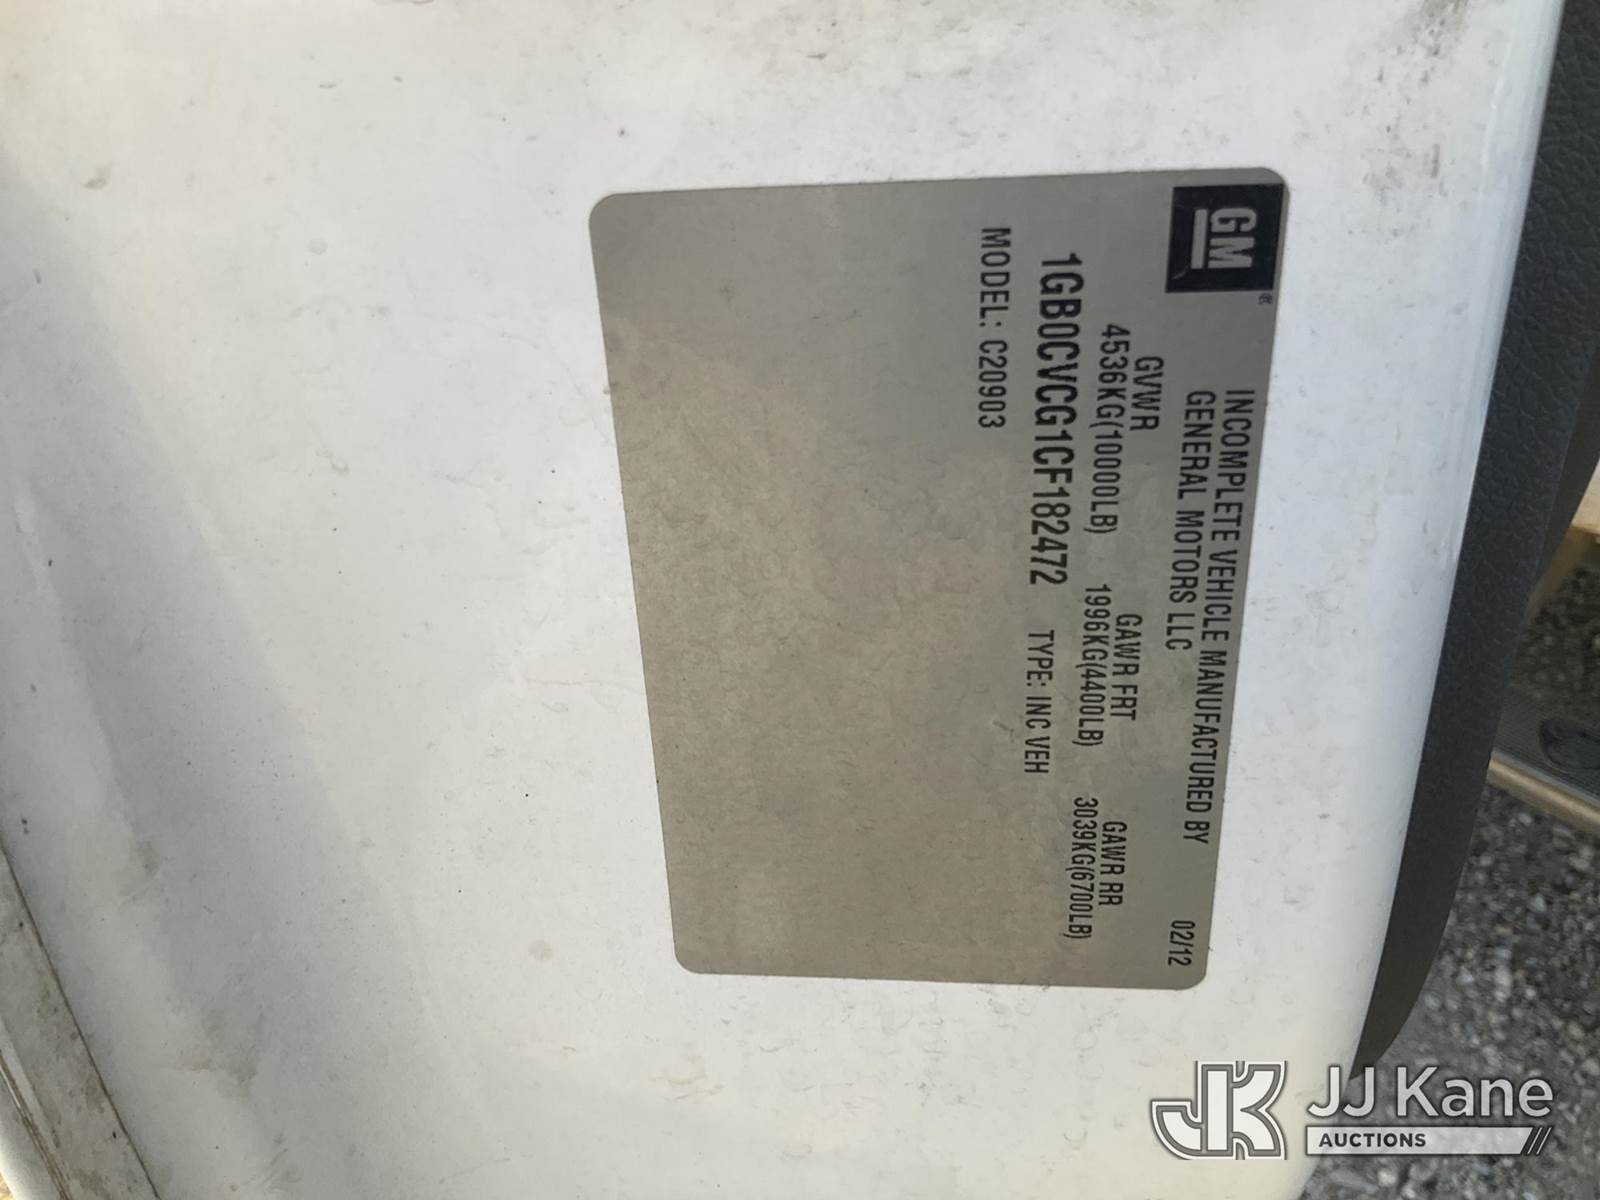 GM®
INCOMPLETE VEHICLE MANUFACTURED BY
GENERAL MOTORS LLC 02/12
GVWR GAWR FRT GAWR RR
4536KG(10000LB) 1996KG(4400LB) 3039KG(6700LB)
1GB0CVCG1CF182472 TYPE: INC VEH
MODEL: C20903
JK JJ Kane
AUCTIONS